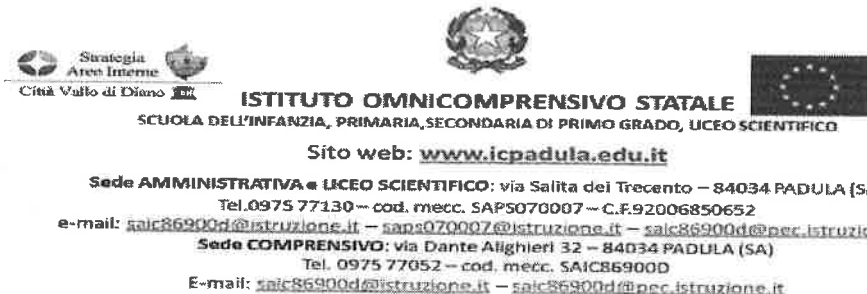 Strategia
Aree Interne
Città Vallo di Diano
ISTITUTO OMNICOMPRENSIVO STATALE
SCUOLA DELL'INFANZIA, PRIMARIA,SECONDARIA DI PRIMO GRADO, LICEO SCIENTIFICO
Sito web: www.icpadula.edu.it
Sede AMMINISTRATIVA e LICEO SCIENTIFICO: via Salita dei Trecento – 84034 PADULA (SA
Tel.0975 77130 – cod. mecc. SAPS070007 – C.F.92006850652
e-mail: saic86900d@istruzione.it – saps070007@istruzione.it – saic86900d@pec.istruzio
Sede COMPRENSIVO: via Dante Alighieri 32 – 84034 PADULA (SA)
Tel. 0975 77052 – cod. mecc. SAIC86900D
E-mail: saic86900d@istruzione.it – saic86900d@pec.istruzione.it